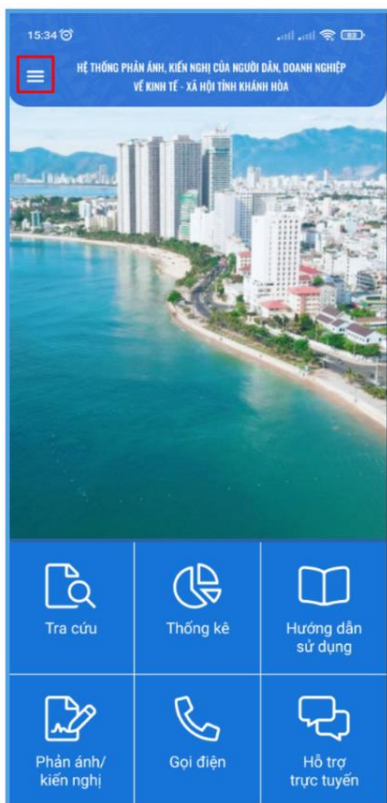 15:34
83
HỆ THỐNG PHẢN ÁNH, KIẾN NGHỊ CỦA NGƯỜI DÂN, DOANH NGHIỆP
VỀ KINH TẾ - XÃ HỘI TỈNH KHÁNH HÒA
Tra cứu
Thống kê
Hướng dẫn
sử dụng
Phản ánh/
kiến nghị
Gọi điện
Hỗ trợ
trực tuyến